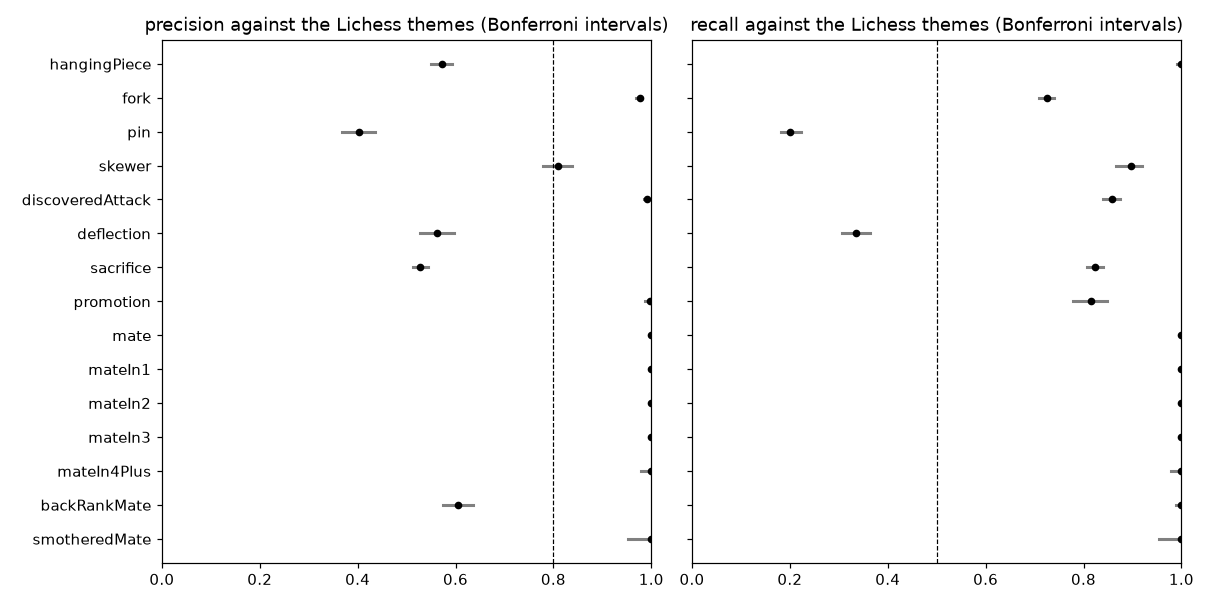 precision against the Lichess themes (Bonferroni intervals)
recall against the Lichess themes (Bonferroni intervals)
hangingPiece
fork
pin
skewer
discoveredAttack
deflection
sacrifice
promotion
mate
mateIn1
mateIn2
mateIn3
mateIn4Plus
backRankMate
smotheredMate
0.0 0.2 0.4 0.6 0.8 1.0
0.0 0.2 0.4 0.6 0.8 1.0